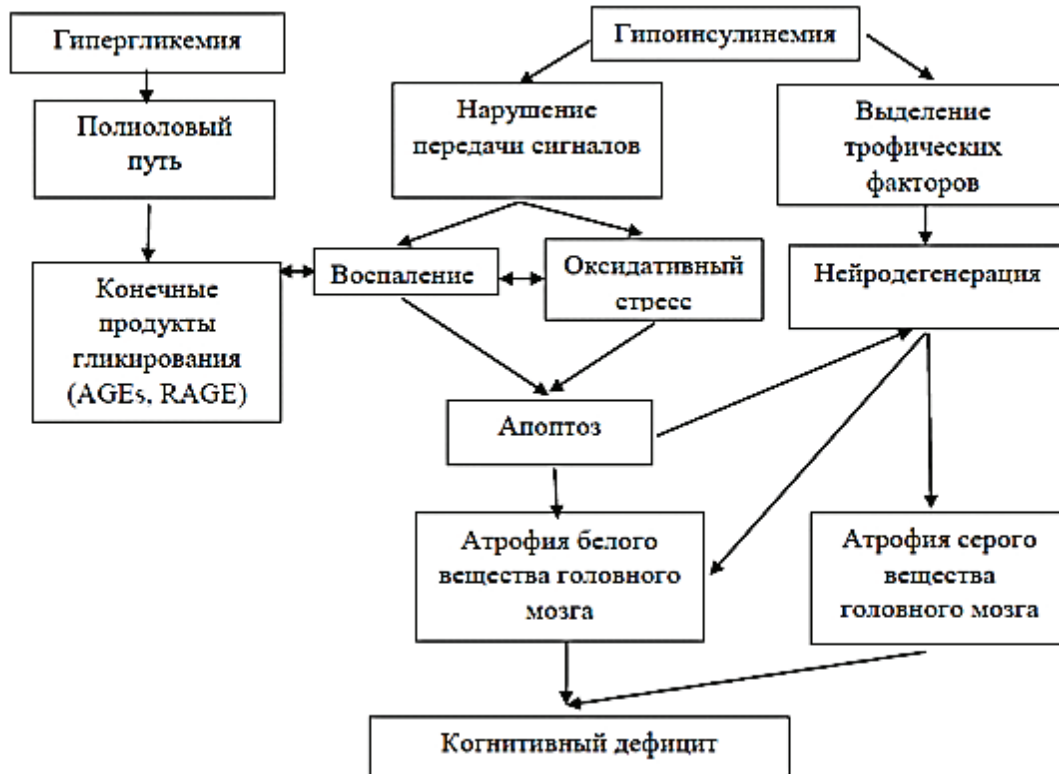 Гипергликемия
Гипоинсулинемия
Полиоловый
путь
Нарушение
передачи сигналов
Выделение
трофических
факторов
Конечные
продукты
гликирования
(AGEs, RAGE)
Воспаление
Оксидативный
стресс
Нейродегенерация
Апоптоз
Атрофия белого
вещества головного
мозга
Атрофия серого
вещества
головного мозга
Когнитивный дефицит